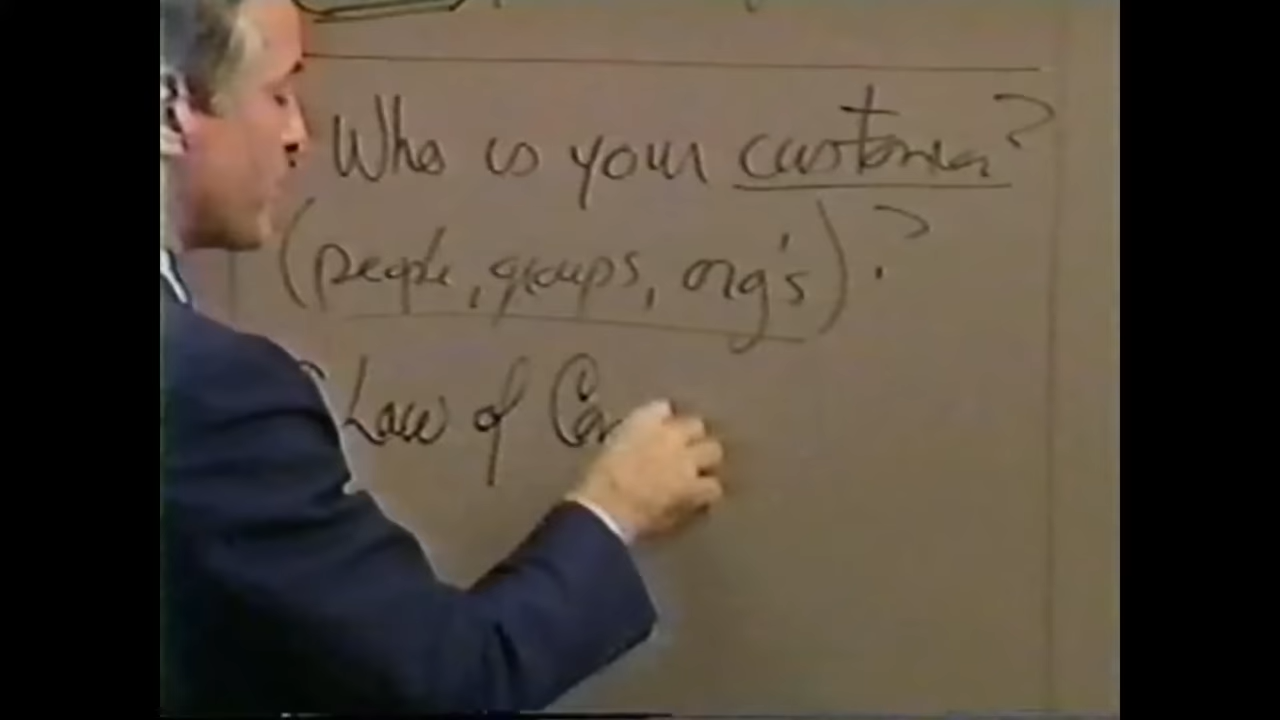 Who is your customer?
(people, groups, org's)?
Law of